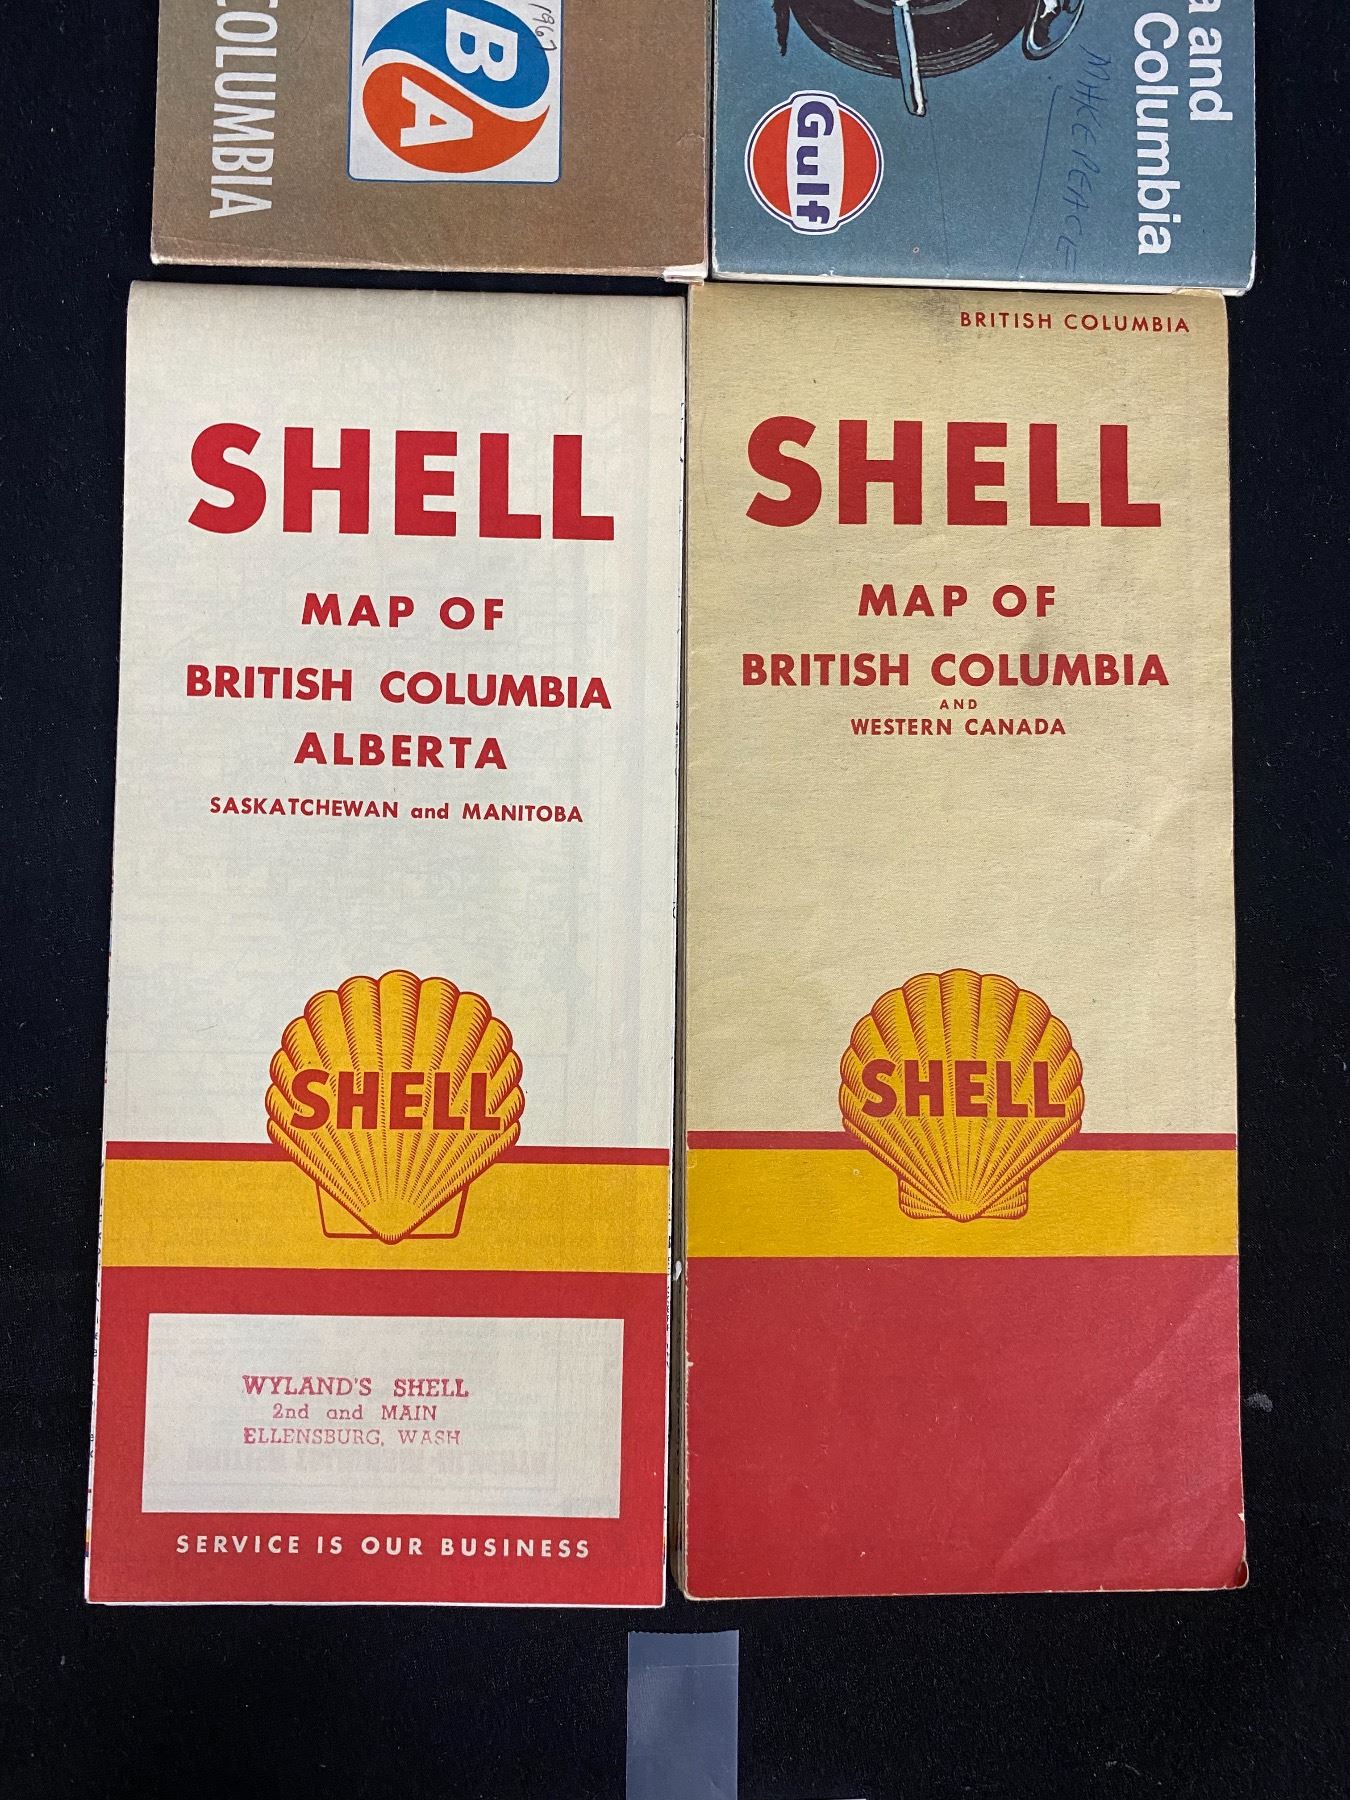 COLUMBIA
BA
1967
a and
Columbia
Gulf
SHELL
MAP OF
BRITISH COLUMBIA
ALBERTA
SASKATCHEWAN and MANITOBA
SHELL
WYLAND'S SHELL
2nd and MAIN
ELLENSBURG, WASH.
SERVICE IS OUR BUSINESS
BRITISH COLUMBIA
SHELL
MAP OF
BRITISH COLUMBIA
AND
WESTERN CANADA
SHELL